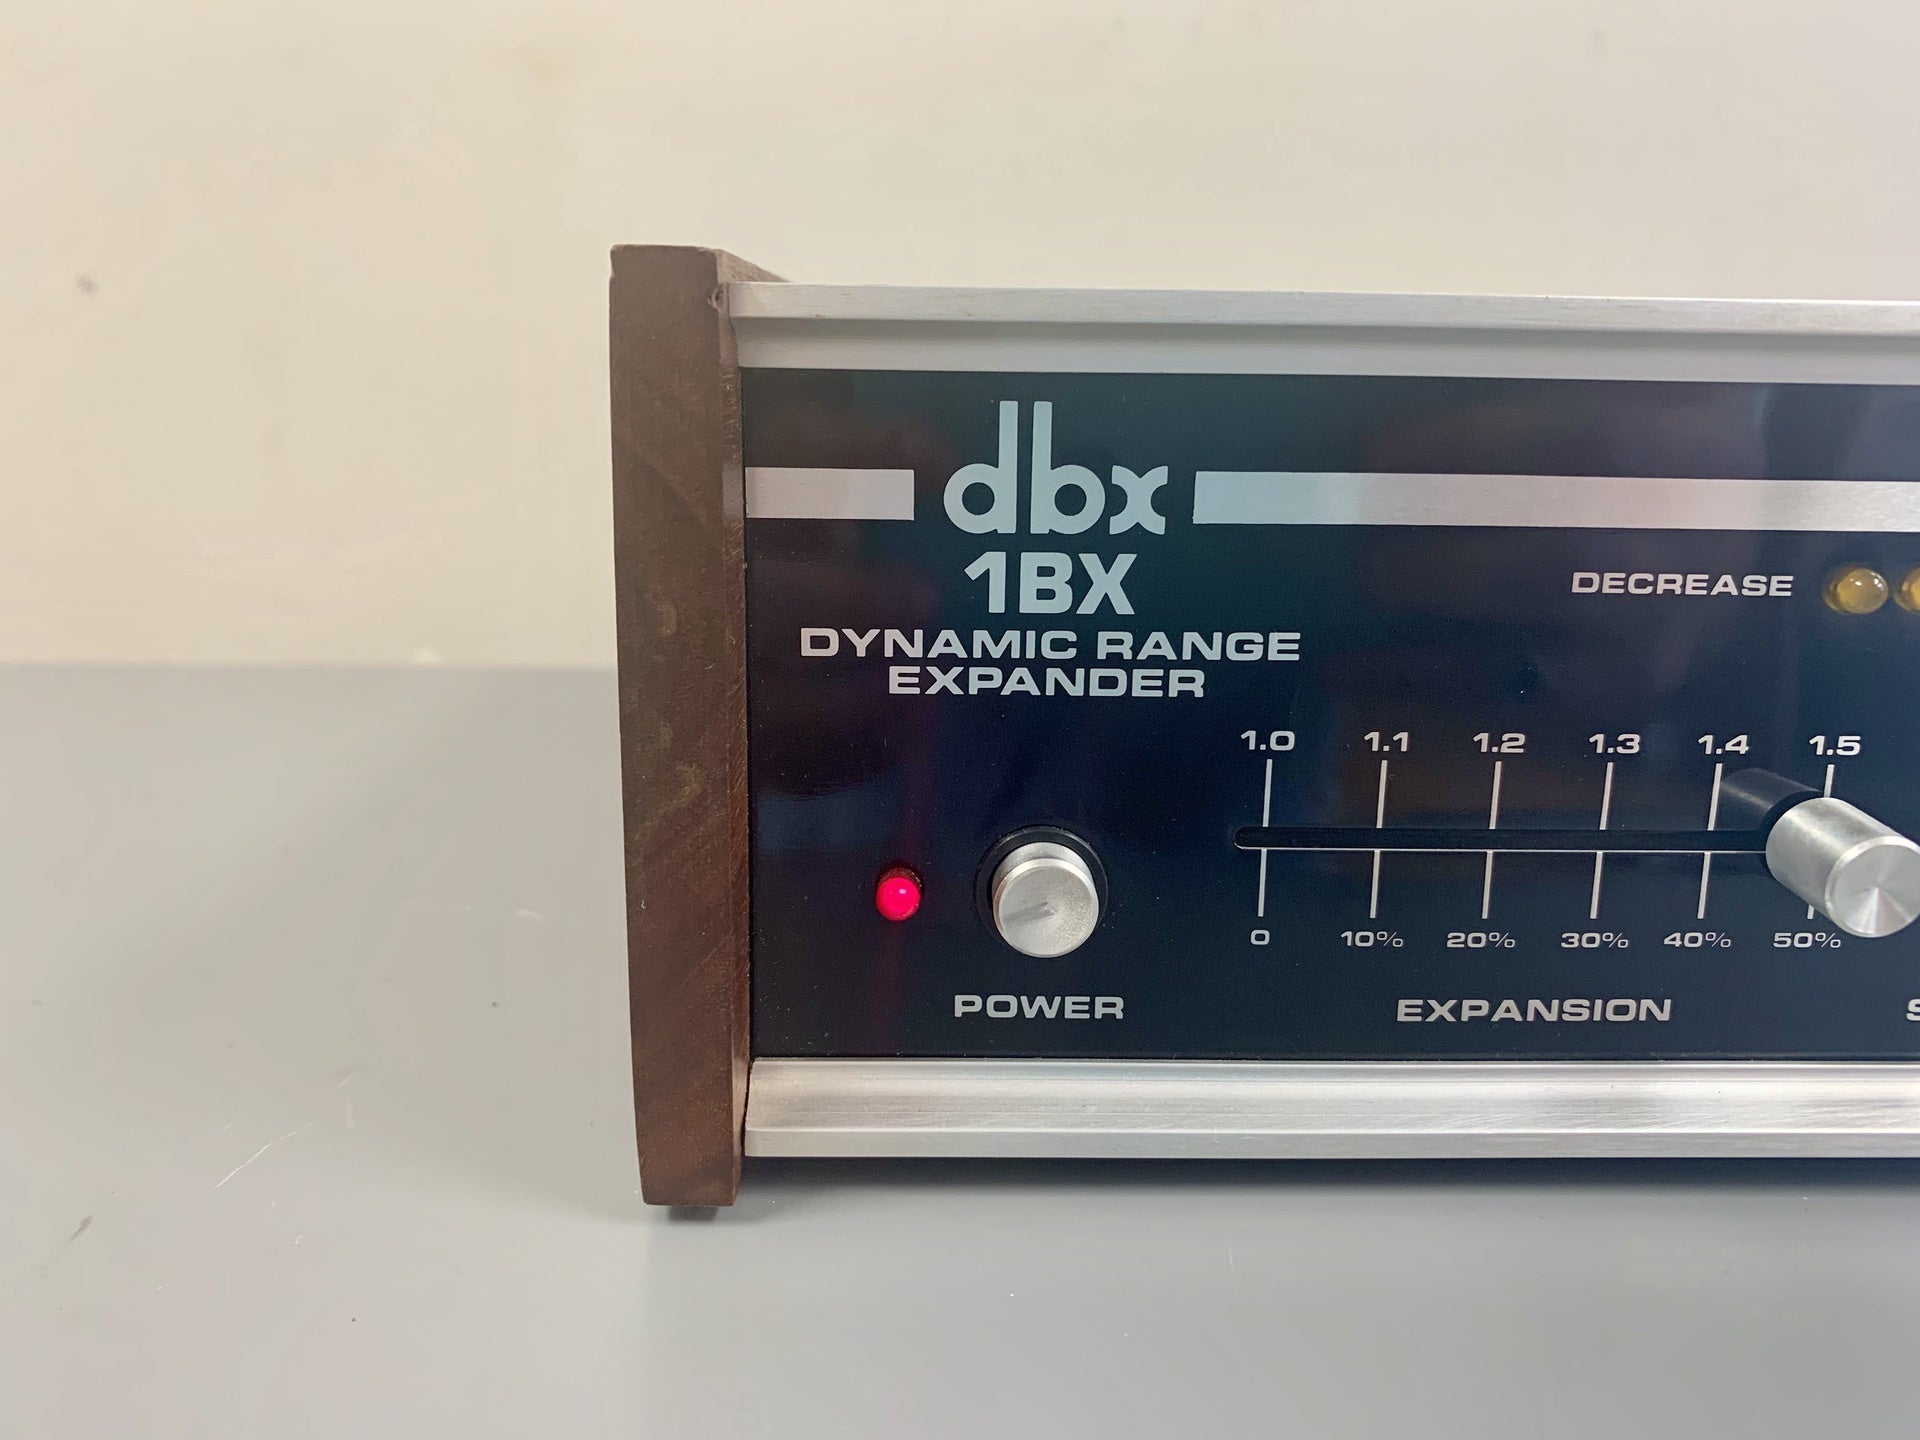 dbx
1BX
DYNAMIC RANGE
EXPANDER
DECREASE
1.0 1.1 1.2 1.3 1.4 1.5
0 10% 20% 30% 40% 50%
POWER
EXPANSION